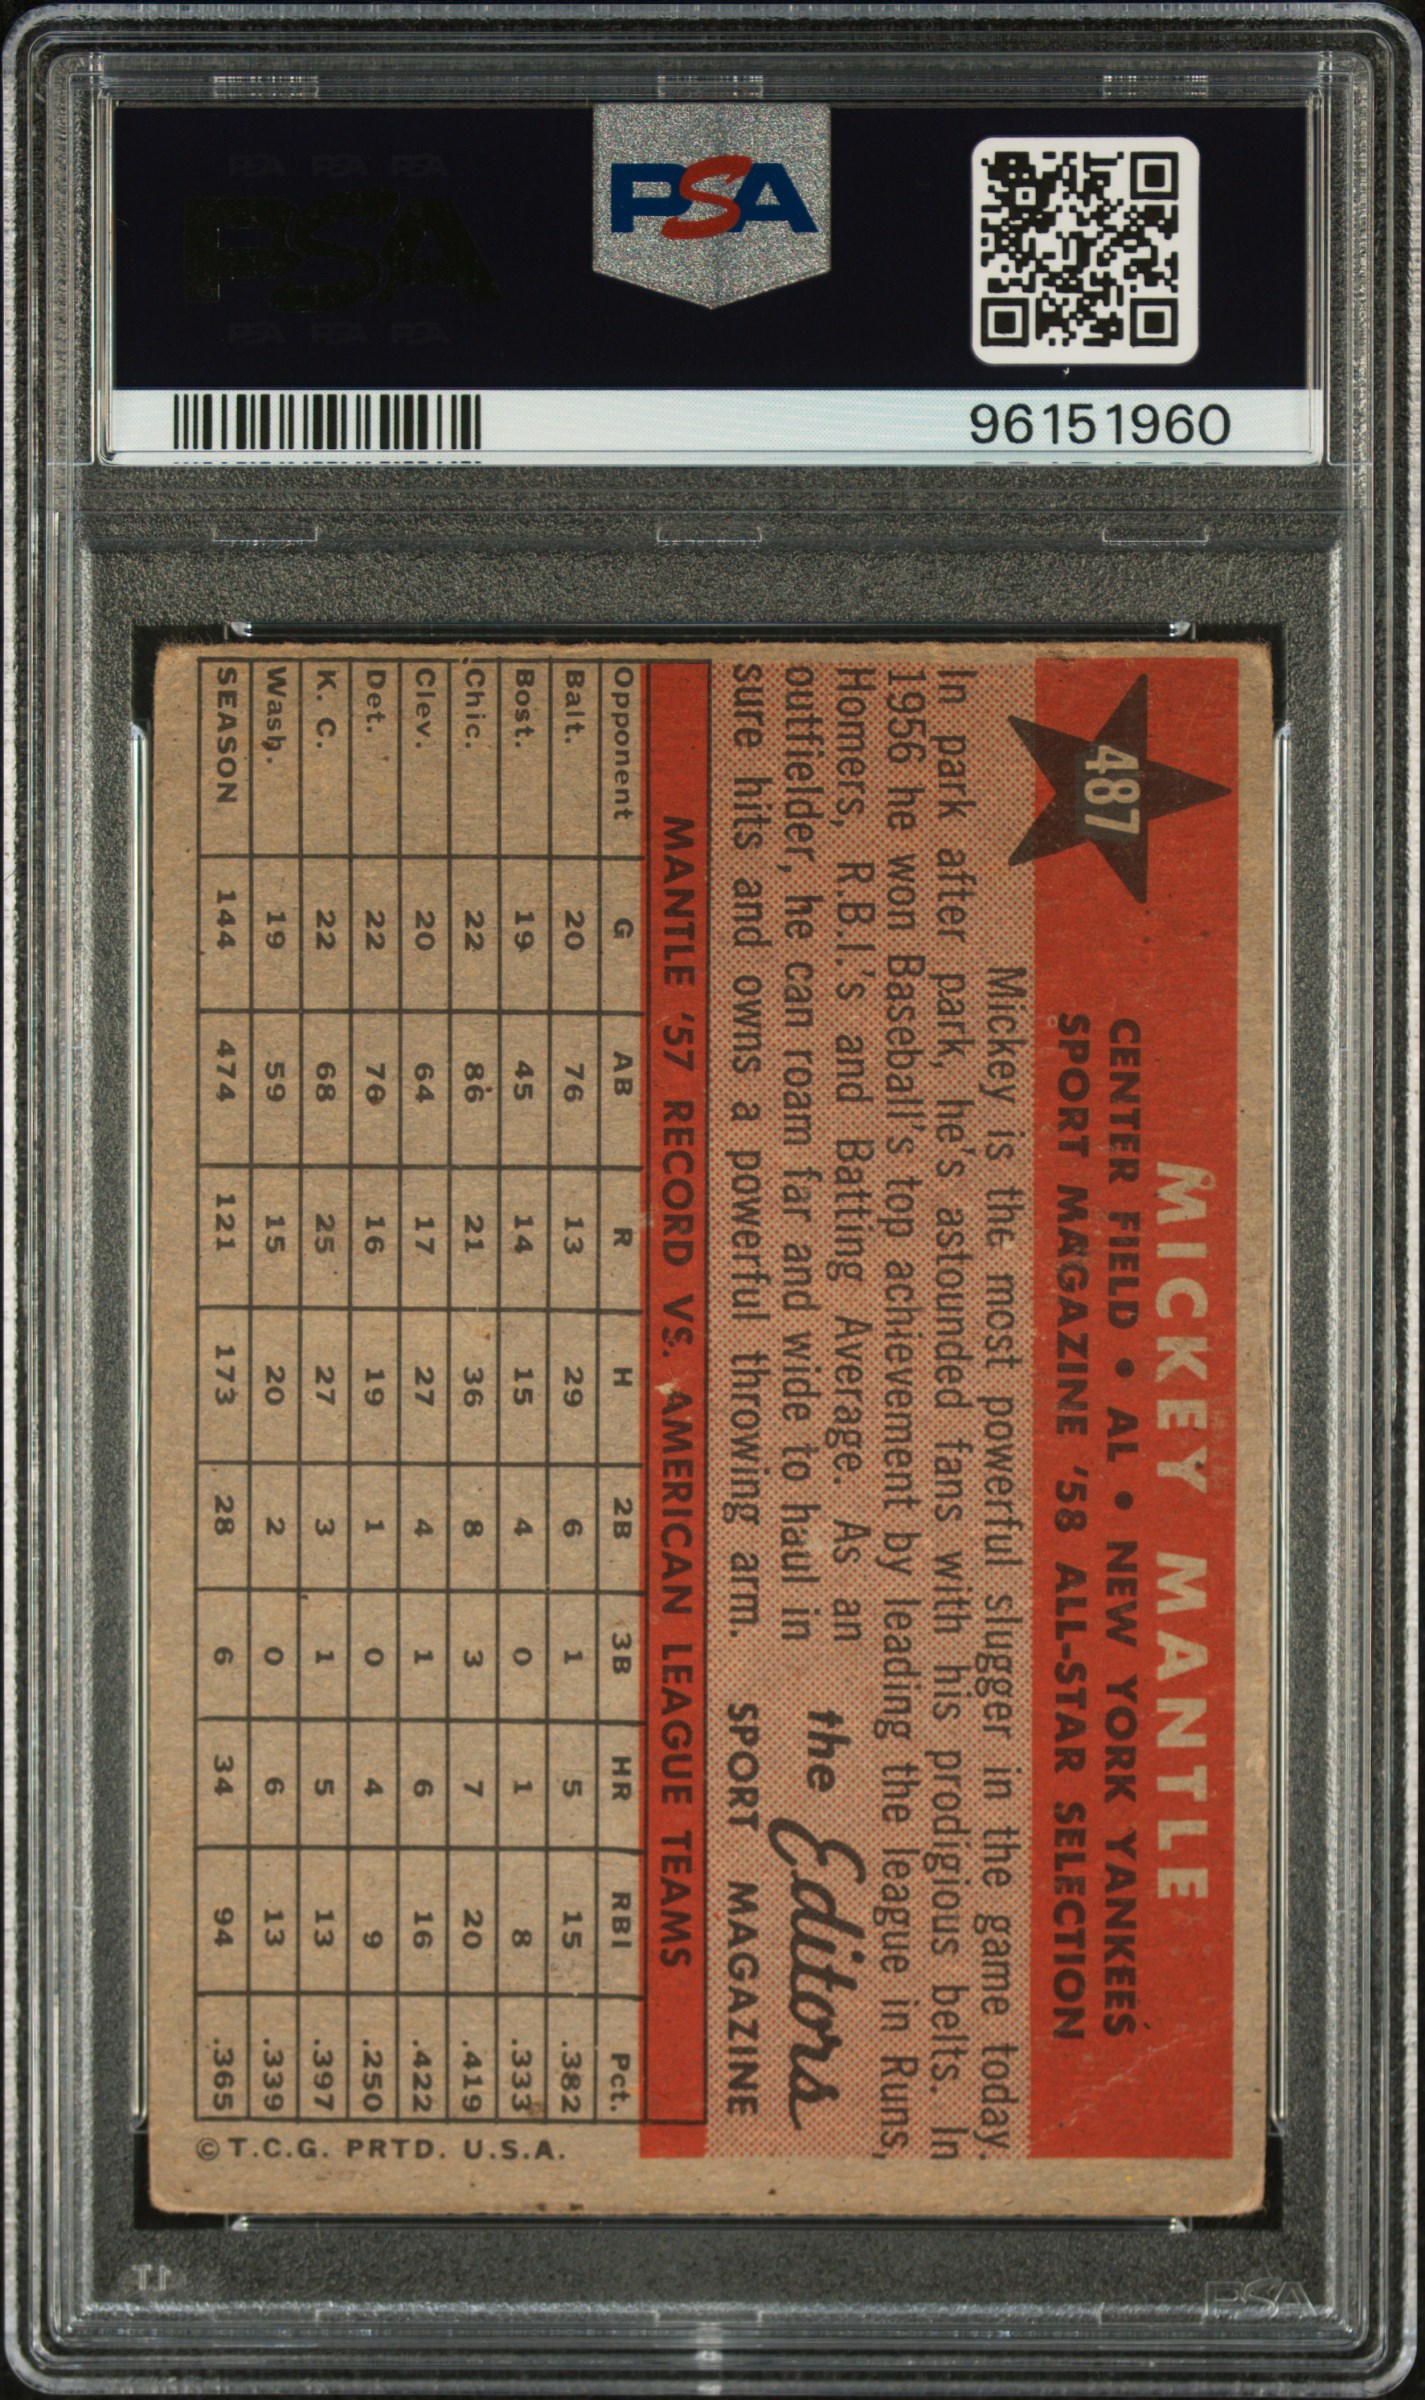 PSA PSA PSA
PSA
PSA PSA PSA
PSA
96151960
487
MICKEY MANTLE
CENTER FIELD • AL • NEW YORK YANKEES
SPORT MAGAZINE '58 ALL-STAR SELECTION
Mickey is the most powerful slugger in the game today.
In park after park, he's astounded fans with his prodigious belts. In
1956 he won Baseball's top achievement by leading the league in Runs,
Homers, R.B.I.'s and Batting Average. As an
outfielder, he can roam far and wide to haul in
sure hits and owns a powerful throwing arm.
the Editors
SPORT MAGAZINE
MANTLE '57 RECORD VS. AMERICAN LEAGUE TEAMS
Opponent G AB R H 2B 3B HR RBI Pct.
Balt. 20 76 13 29 6 1 5 15 .382
Bost. 19 45 14 15 4 0 1 8 .333
Chic. 22 86 21 36 8 3 7 20 .419
Clev. 20 64 17 27 4 1 6 16 .422
Det. 22 76 16 19 1 0 4 9 .250
K. C. 22 68 25 27 3 1 5 13 .397
Wash. 19 59 15 20 2 0 6 13 .339
SEASON 144 474 121 173 28 6 34 94 .365
© T.C.G. PRTD. U.S.A.
PSA